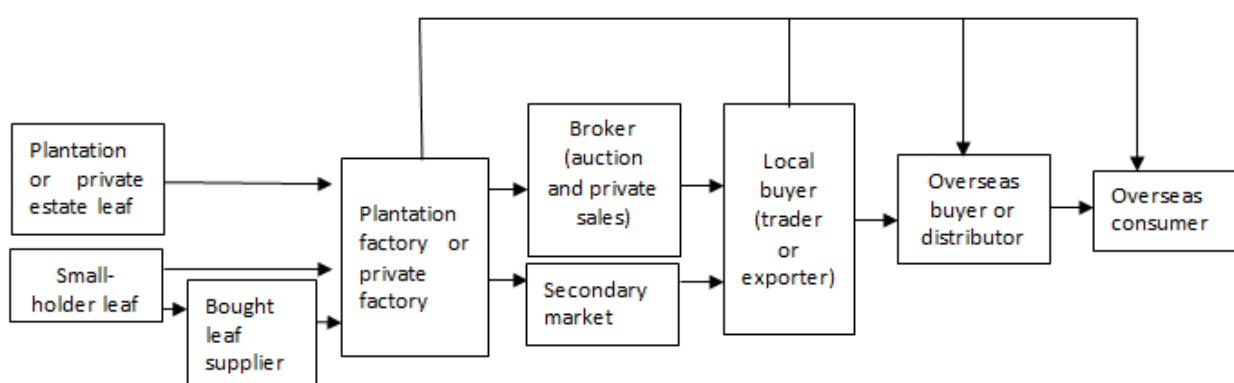 Plantation
or private
estate leaf
Small-
holder leaf
Bought
leaf
supplier
Plantation
factory or
private
factory
Broker
(auction
and private
sales)
Secondary
market
Local
buyer
(trader
or
exporter)
Overseas
buyer or
distributor
Overseas
consumer